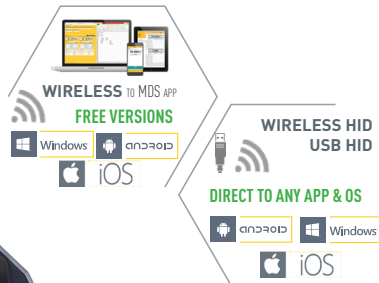 WIRELESS TO MDS APP
FREE VERSIONS
Windows
android
iOS
WIRELESS HID
USB HID
DIRECT TO ANY APP & OS
android
Windows
iOS